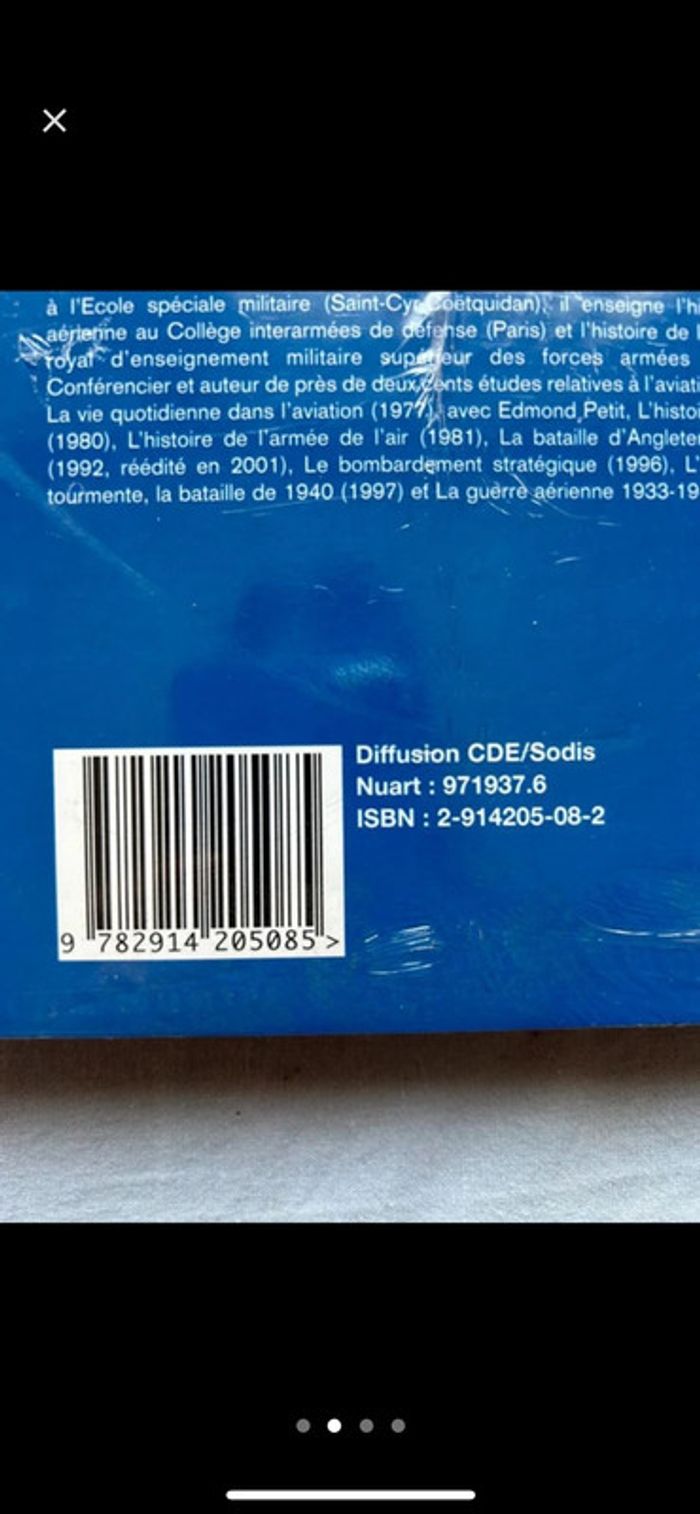 à l'Ecole spéciale militaire (Saint-Cyr Coëtquidan), il enseigne l'hi
aérienne au Collège interarmées de défense (Paris) et l'histoire de l
royal d'enseignement militaire supérieur des forces armées
Conférencier et auteur de près de deux cents études relatives à l'aviati
La vie quotidienne dans l'aviation (1977), avec Edmond Petit, L'histo
(1980), L'histoire de l'armée de l'air (1981), La bataille d'Anglete
(1992, réédité en 2001), Le bombardement stratégique (1996), L'
tourmente, la bataille de 1940 (1997) et La guerre aérienne 1933-19
Diffusion CDE/Sodis
Nuart : 971937.6
ISBN : 2-914205-08-2
9 782914 205085 >